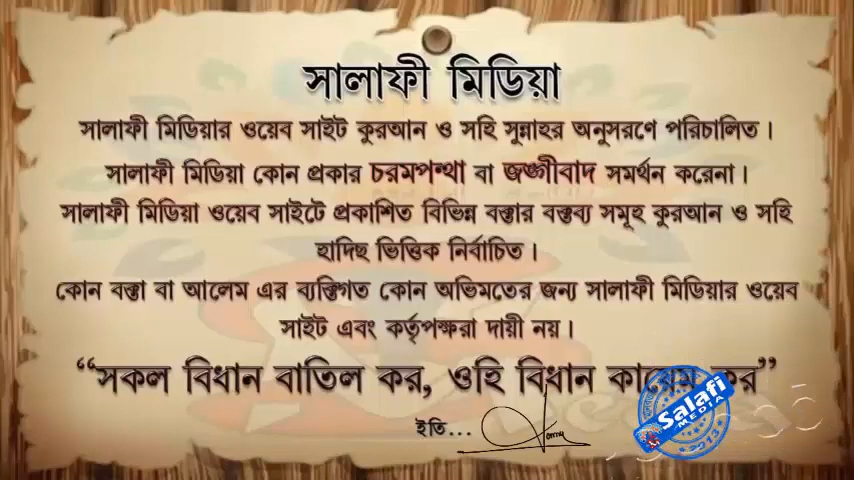 সালাফী মিডিয়া
সালাফী মিডিয়ার ওয়েব সাইট কুরআন ও সহি সুন্নাহর অনুসরণে পরিচালিত।
সালাফী মিডিয়া কোন প্রকার চরমপন্থা বা জঙ্গীবাদ সমর্থন করেনা।
সালাফী মিডিয়া ওয়েব সাইটে প্রকাশিত বিভিন্ন বক্তার বক্তব্য সমূহ কুরআন ও সহি
হাদিছ ভিত্তিক নির্বাচিত।
কোন বক্তা বা আলেম এর ব্যক্তিগত কোন অভিমতের জন্য সালাফী মিডিয়ার ওয়েব
সাইট এবং কর্তৃপক্ষরা দায়ী নয়।
“সকল বিধান বাতিল কর, ওহি বিধান কায়েম কর”
ইতি...
Salafi
MEDIA
2013